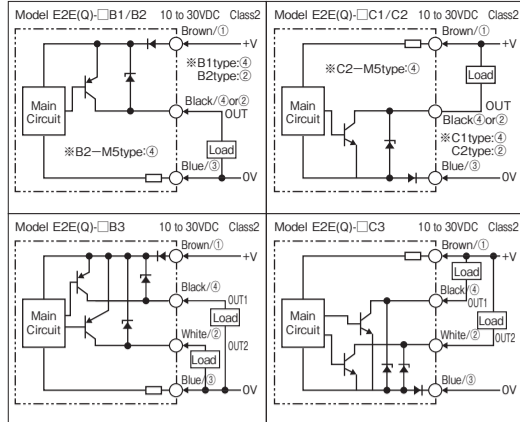 Model E2E(Q)-□B1/B2 10 to 30VDC Class2
Brown/①
+V
※B1type:④
B2type:②
Black/④or②
OUT
Main
Circuit
Load
※B2−M5type:④
Blue/③
0V
Model E2E(Q)-□C1/C2 10 to 30VDC Class2
Brown/①
+V
※C2−M5type:④
Load
OUT
Black④or②
Main
Circuit
※C1type:④
C2type:②
Blue/③
0V
Model E2E(Q)-□B3 10 to 30VDC Class2
Brown/①
+V
Black/④
OUT1
Main
Circuit
Load
White/②
OUT2
Load
Blue/③
0V
Model E2E(Q)-□C3 10 to 30VDC Class2
Brown/①
+V
Load
Black/④
OUT1
Main
Circuit
Load
White/②
OUT2
Blue/③
0V